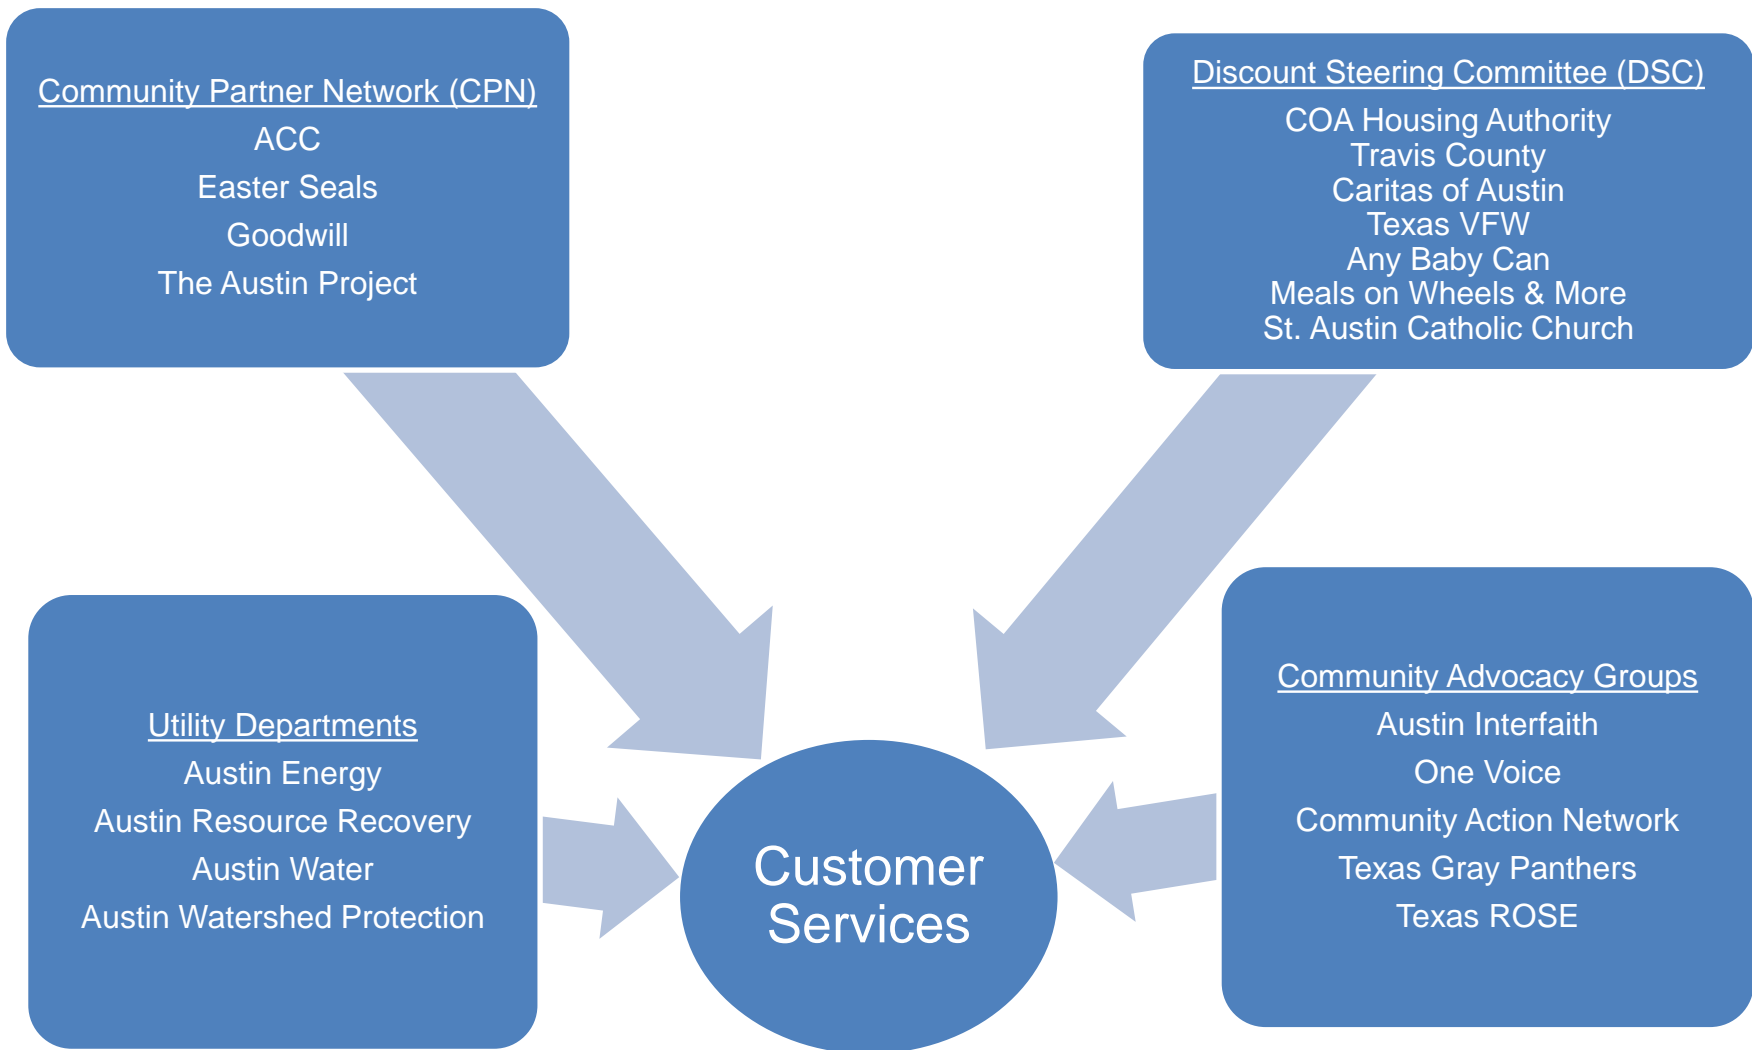 Community Partner Network (CPN)
ACC
Easter Seals
Goodwill
The Austin Project
Discount Steering Committee (DSC)
COA Housing Authority
Travis County
Caritas of Austin
Texas VFW
Any Baby Can
Meals on Wheels & More
St. Austin Catholic Church
Utility Departments
Austin Energy
Austin Resource Recovery
Austin Water
Austin Watershed Protection
Customer
Services
Community Advocacy Groups
Austin Interfaith
One Voice
Community Action Network
Texas Gray Panthers
Texas ROSE